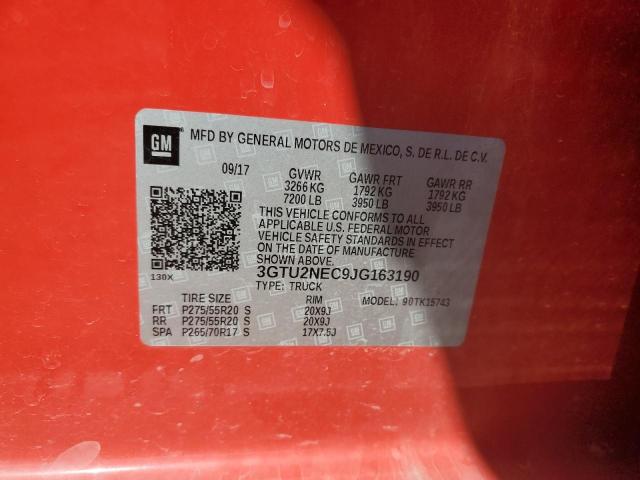 GM
MFD BY GENERAL MOTORS DE MEXICO, S. DE R.L. DE C.V.
09/17 GVWR GAWR FRT GAWR RR
3266 KG 1792 KG 1792 KG
7200 LB 3950 LB 3950 LB
THIS VEHICLE CONFORMS TO ALL
APPLICABLE U.S. FEDERAL MOTOR
VEHICLE SAFETY STANDARDS IN EFFECT
ON THE DATE OF MANUFACTURE
SHOWN ABOVE.
3GTU2NEC9JG163190
130X TYPE: TRUCK MODEL: 90TK15743
TIRE SIZE RIM
FRT P275/55R20 S 20X9J
RR P275/55R20 S 20X9J
SPA P265/70R17 S 17X7.5J